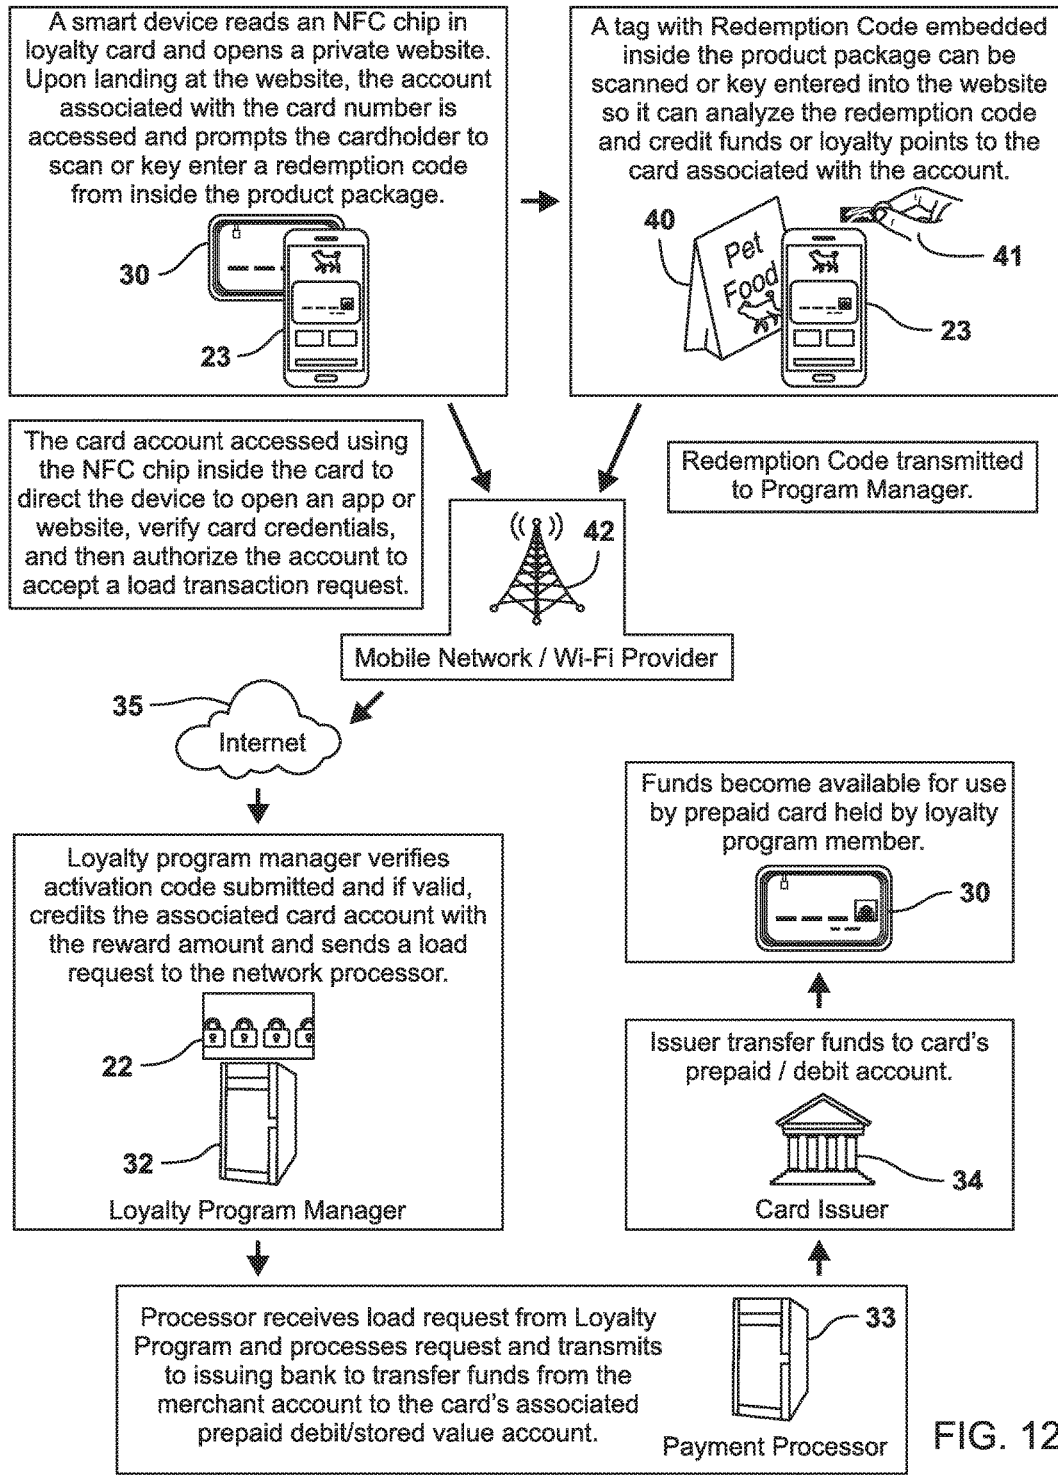 A smart device reads an NFC chip in
loyalty card and opens a private website.
Upon landing at the website, the account
associated with the card number is
accessed and prompts the cardholder to
scan or key enter a redemption code
from inside the product package.
30
23
A tag with Redemption Code embedded
inside the product package can be
scanned or key entered into the website
so it can analyze the redemption code
and credit funds or loyalty points to the
card associated with the account.
40
Pet
Food
41
23
The card account accessed using
the NFC chip inside the card to
direct the device to open an app or
website, verify card credentials,
and then authorize the account to
accept a load transaction request.
Redemption Code transmitted
to Program Manager.
42
Mobile Network / Wi-Fi Provider
35
Internet
Loyalty program manager verifies
activation code submitted and if valid,
credits the associated card account with
the reward amount and sends a load
request to the network processor.
22
32
Loyalty Program Manager
Funds become available for use
by prepaid card held by loyalty
program member.
30
Issuer transfer funds to card's
prepaid / debit account.
34
Card Issuer
Processor receives load request from Loyalty
Program and processes request and transmits
to issuing bank to transfer funds from the
merchant account to the card's associated
prepaid debit/stored value account.
33
Payment Processor
FIG. 12